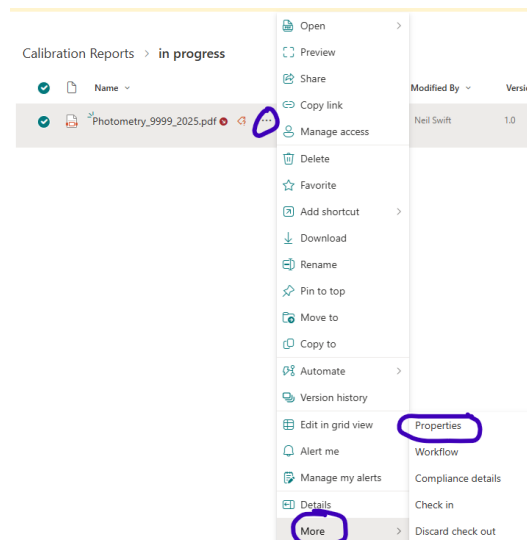 Calibration Reports > in progress
Name
Modified By
Versi
Photometry_9999_2025.pdf
Neil Swift
1.0
Open
Preview
Share
Copy link
Manage access
Delete
Favorite
Add shortcut
Download
Rename
Pin to top
Move to
Copy to
Automate
Version history
Edit in grid view
Alert me
Manage my alerts
Details
More
Properties
Workflow
Compliance details
Check in
Discard check out